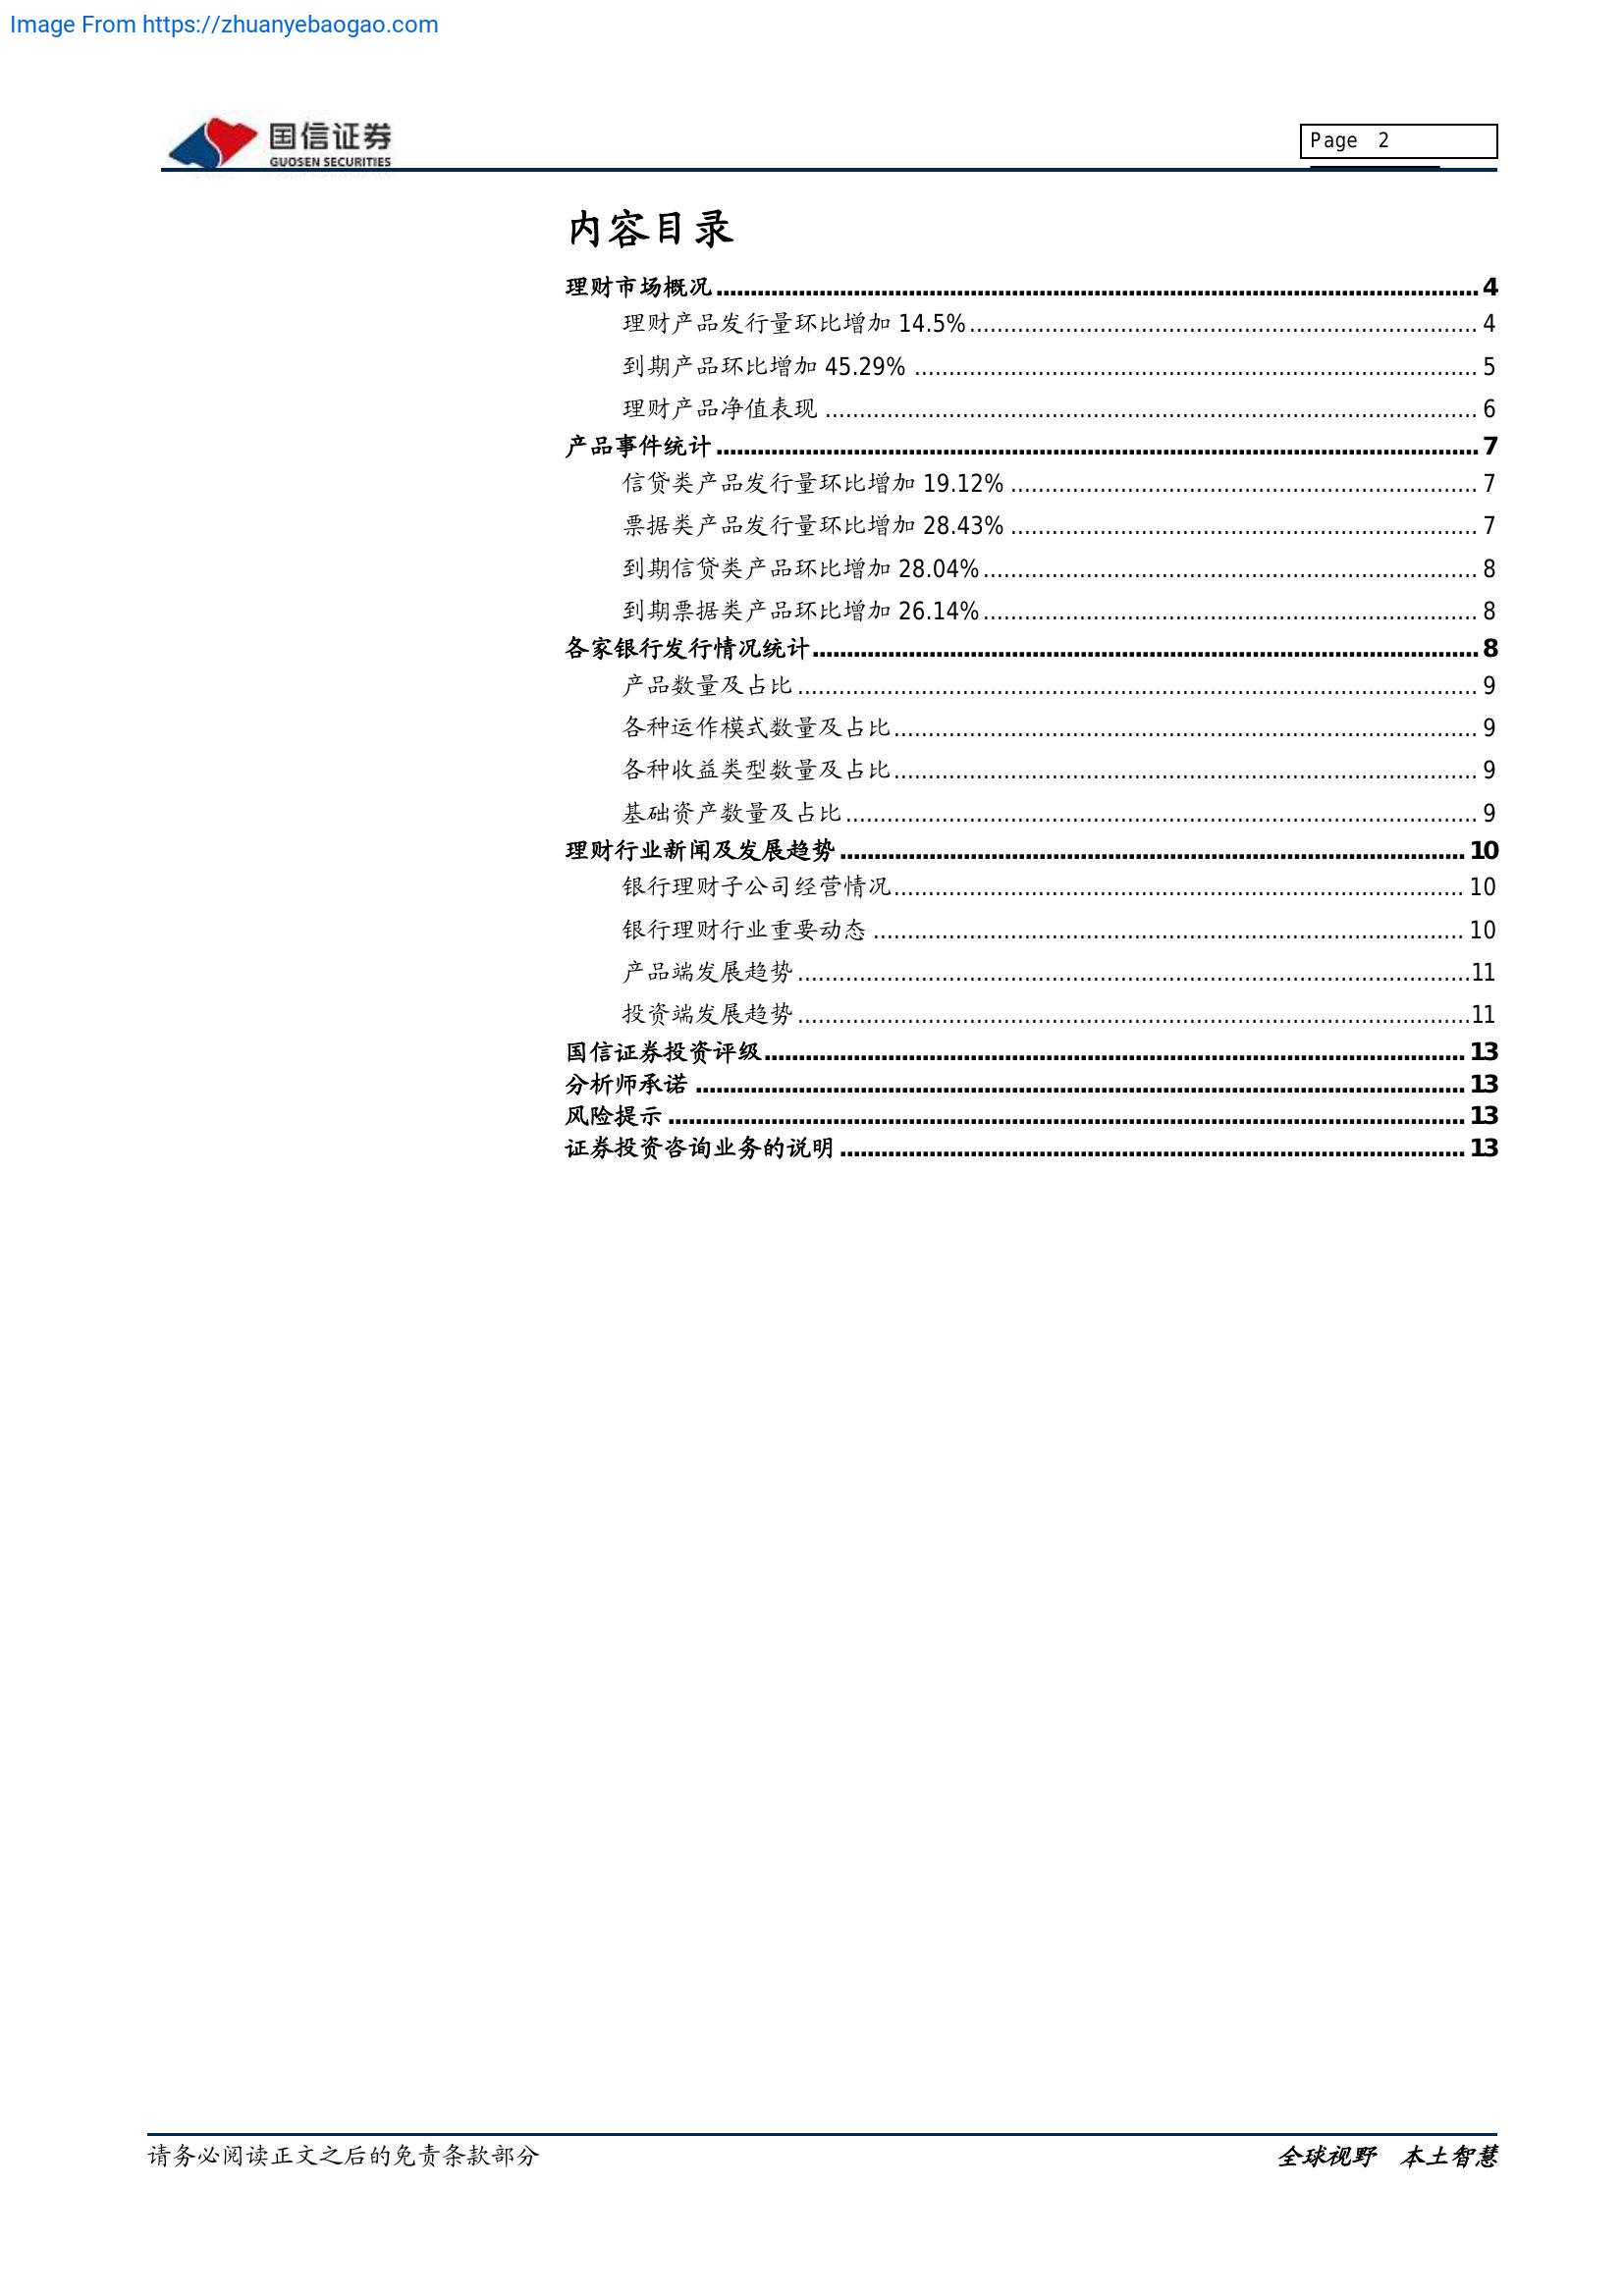 Image From https://zhuanyebaogao.com
国信证券
GUOSEN SECURITIES
Page 2
内容目录
理财市场概况........................................ 4
理财产品发行量环比增加 14.5%........................................ 4
到期产品环比增加 45.29% ........................................ 5
理财产品净值表现 ........................................ 6
产品事件统计........................................ 7
信贷类产品发行量环比增加 19.12% ........................................ 7
票据类产品发行量环比增加 28.43% ........................................ 7
到期信贷类产品环比增加 28.04%........................................ 8
到期票据类产品环比增加 26.14%........................................ 8
各家银行发行情况统计........................................ 8
产品数量及占比........................................ 9
各种运作模式数量及占比........................................ 9
各种收益类型数量及占比........................................ 9
基础资产数量及占比........................................ 9
理财行业新闻及发展趋势 ........................................ 10
银行理财子公司经营情况........................................ 10
银行理财行业重要动态 ........................................ 10
产品端发展趋势........................................11
投资端发展趋势........................................11
国信证券投资评级........................................ 13
分析师承诺 ........................................ 13
风险提示 ........................................ 13
证券投资咨询业务的说明 ........................................ 13
请务必阅读正文之后的免责条款部分
全球视野 本土智慧